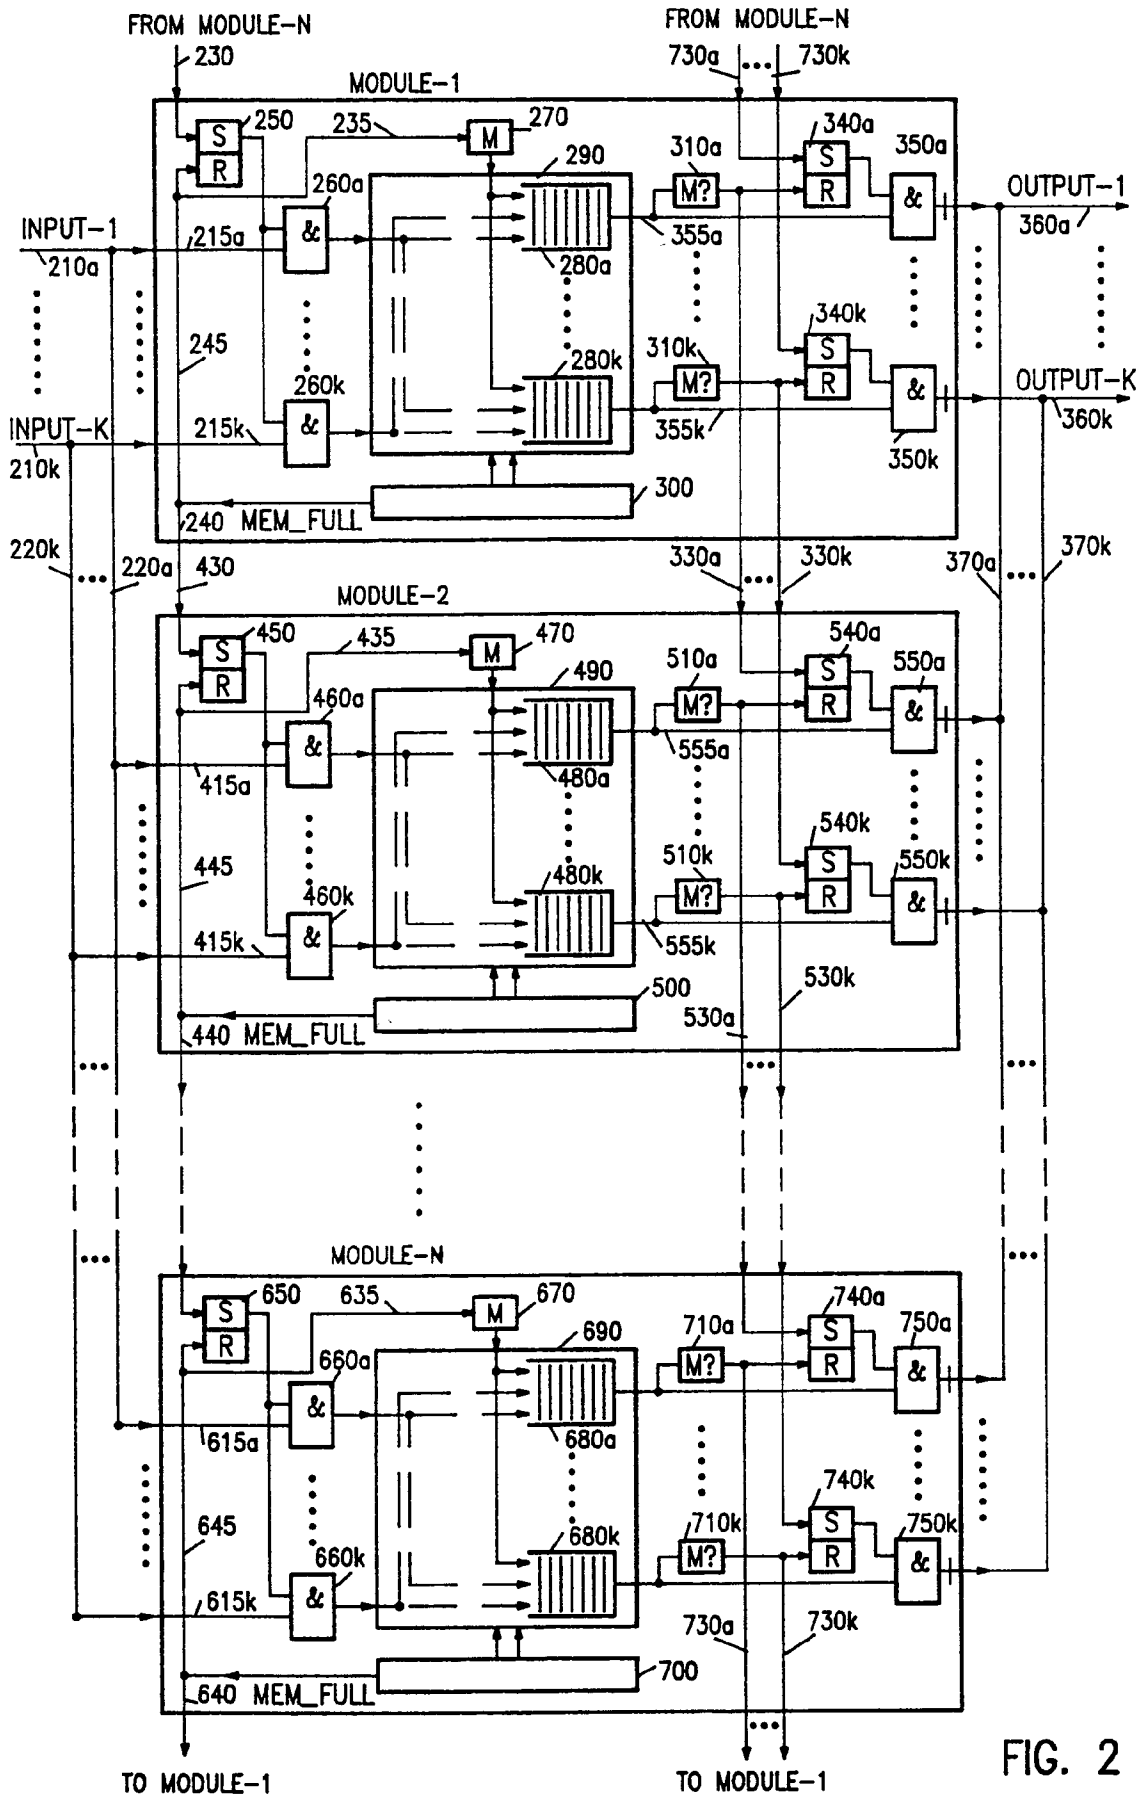 FROM MODULE-N
FROM MODULE-N
230
730a
730k
MODULE-1
S
R
250
235
M
270
290
310a
340a
350a
M?
S
R
&
260a
&
INPUT-1
210a
215a
280a
355a
OUTPUT-1
360a
245
260k
280k
310k
340k
M?
S
R
&
OUTPUT-K
360k
INPUT-K
210k
215k
&
355k
350k
300
240
MEM_FULL
220k
220a
430
330a
330k
370a
370k
MODULE-2
S
R
450
435
M
470
490
510a
540a
550a
M?
S
R
&
460a
&
415a
480a
555a
445
460k
480k
510k
540k
550k
M?
S
R
&
415k
&
555k
530k
500
530a
440
MEM_FULL
MODULE-N
S
R
650
635
M
670
690
710a
740a
750a
M?
S
R
&
660a
&
615a
680a
645
660k
680k
710k
740k
750k
M?
S
R
&
615k
&
730a
730k
700
640
MEM_FULL
TO MODULE-1
TO MODULE-1
FIG. 2